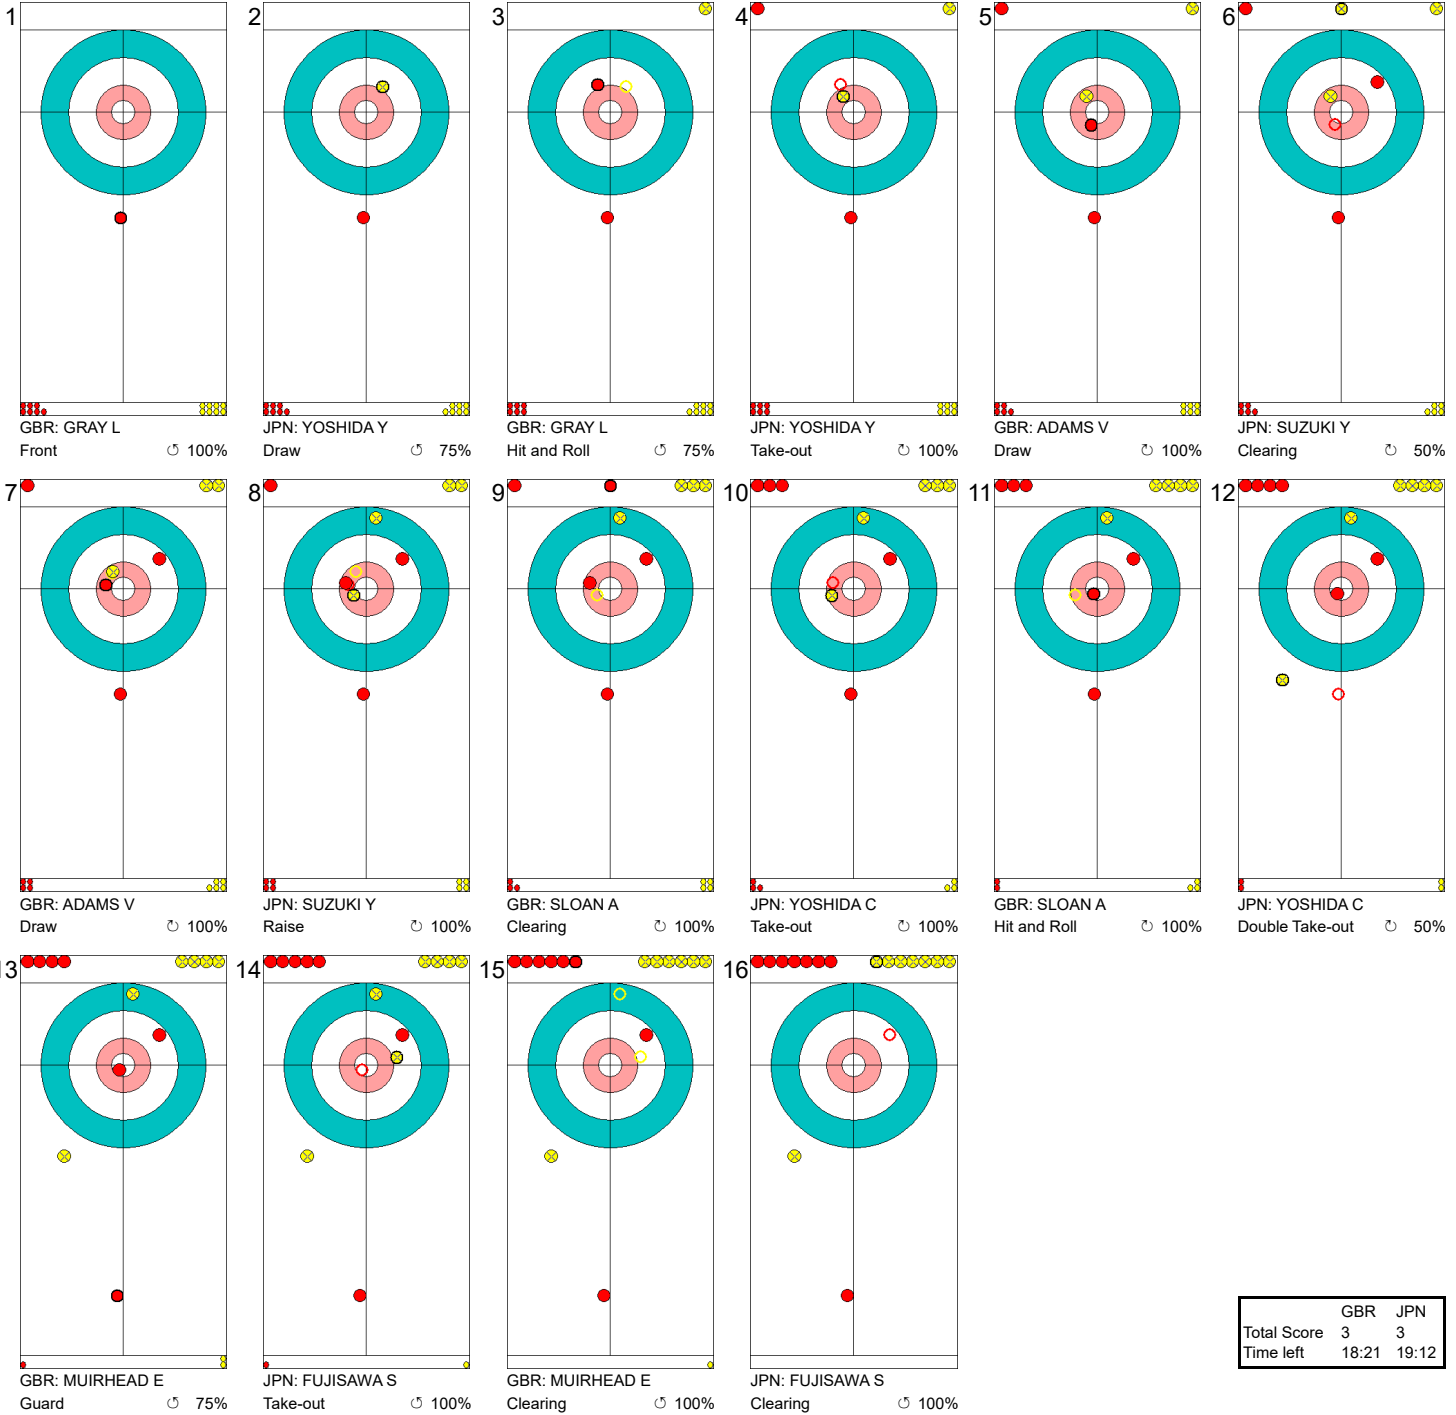 1 2 3 4 5 6
GBR: GRAY L JPN: YOSHIDA Y GBR: GRAY L JPN: YOSHIDA Y GBR: ADAMS V JPN: SUZUKI Y
Front ↺ 100% Draw ↺ 75% Hit and Roll ↺ 75% Take-out ↻ 100% Draw ↻ 100% Clearing ↻ 50%
7 8 9 10 11 12
GBR: ADAMS V JPN: SUZUKI Y GBR: SLOAN A JPN: YOSHIDA C GBR: SLOAN A JPN: YOSHIDA C
Draw ↻ 100% Raise ↻ 100% Clearing ↻ 100% Take-out ↻ 100% Hit and Roll ↻ 100% Double Take-out ↻ 50%
13 14 15 16
GBR JPN
Total Score 3 3
Time left 18:21 19:12
GBR: MUIRHEAD E JPN: FUJISAWA S GBR: MUIRHEAD E JPN: FUJISAWA S
Guard ↺ 75% Take-out ↺ 100% Clearing ↺ 100% Clearing ↺ 100%